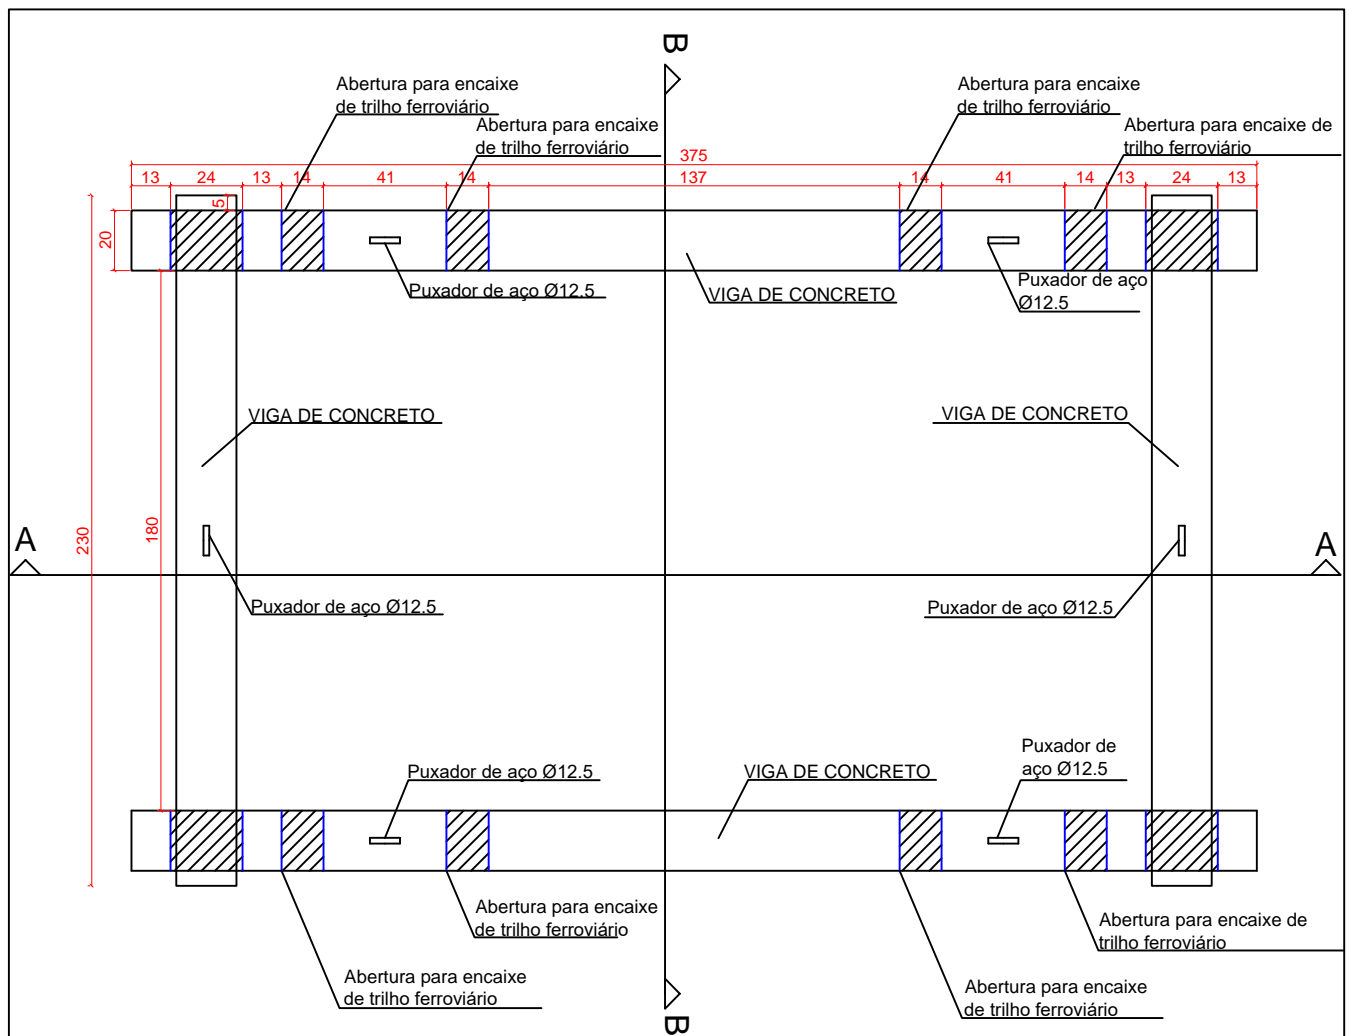 B
Abertura para encaixe
de trilho ferroviário
Abertura para encaixe
de trilho ferroviário
Abertura para encaixe
de trilho ferroviário
Abertura para encaixe de
trilho ferroviário
375
13 24 13 14 41 14 137 14 41 14 13 24 13
5
20
Puxador de aço Ø12.5
VIGA DE CONCRETO
Puxador de aço
Ø12.5
VIGA DE CONCRETO
VIGA DE CONCRETO
230
180
A
A
Puxador de aço Ø12.5
Puxador de aço Ø12.5
Puxador de aço Ø12.5
VIGA DE CONCRETO
Puxador de
aço Ø12.5
Abertura para encaixe
de trilho ferroviário
Abertura para encaixe de
trilho ferroviário
Abertura para encaixe
de trilho ferroviário
Abertura para encaixe
de trilho ferroviário
B